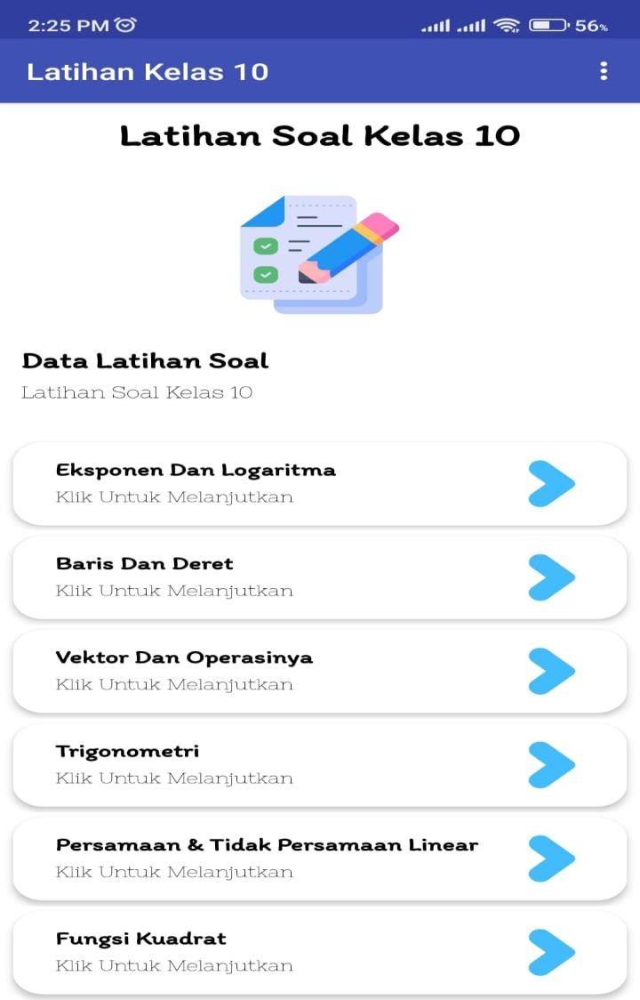 2:25 PM
56%
Latihan Kelas 10
Latihan Soal Kelas 10
Data Latihan Soal
Latihan Soal Kelas 10
Eksponen Dan Logaritma
Klik Untuk Melanjutkan
Baris Dan Deret
Klik Untuk Melanjutkan
Vektor Dan Operasinya
Klik Untuk Melanjutkan
Trigonometri
Klik Untuk Melanjutkan
Persamaan & Tidak Persamaan Linear
Klik Untuk Melanjutkan
Fungsi Kuadrat
Klik Untuk Melanjutkan